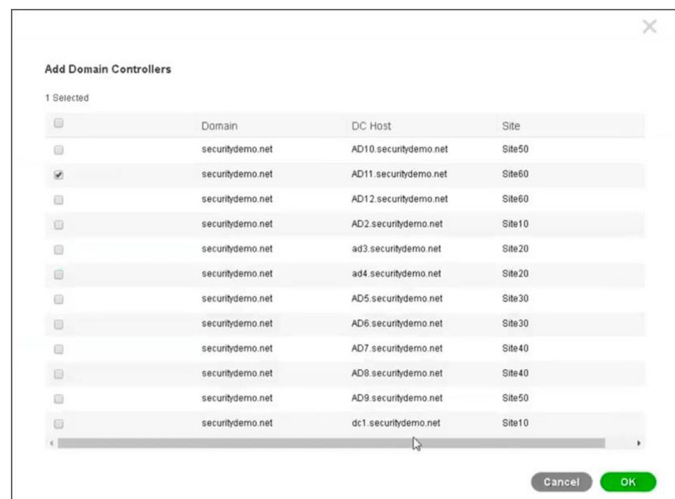 Add Domain Controllers
1 Selected
Domain DC Host Site
securitydemo.net AD10.securitydemo.net Site50
securitydemo.net AD11.securitydemo.net Site60
securitydemo.net AD12.securitydemo.net Site60
securitydemo.net AD2.securitydemo.net Site10
securitydemo.net ad3.securitydemo.net Site20
securitydemo.net ad4.securitydemo.net Site20
securitydemo.net AD5.securitydemo.net Site30
securitydemo.net AD6.securitydemo.net Site30
securitydemo.net AD7.securitydemo.net Site40
securitydemo.net AD8.securitydemo.net Site40
securitydemo.net AD9.securitydemo.net Site50
securitydemo.net dc1.securitydemo.net Site10
Cancel OK